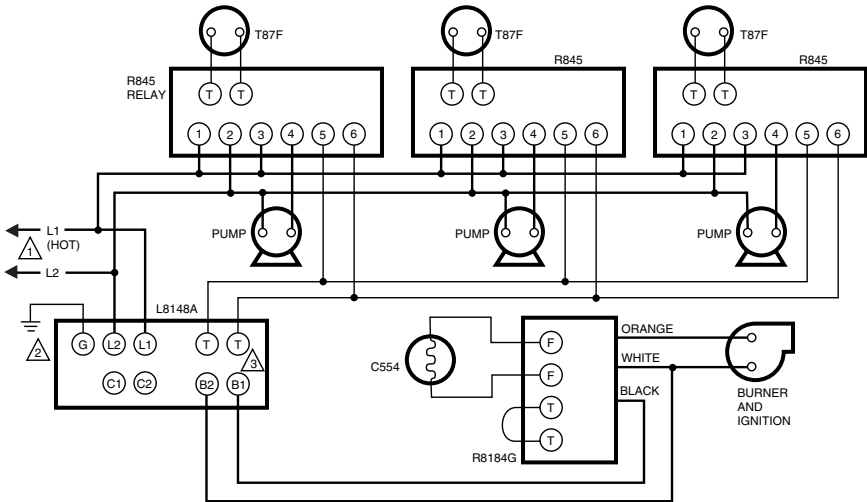 T87F
T87F
T87F
R845
RELAY
R845
R845
T T
T T
T T
1 2 3 4 5 6
1 2 3 4 5 6
1 2 3 4 5 6
L1
(HOT)
1
L2
PUMP
PUMP
PUMP
L8148A
2
G L2 L1 T T
3
C1 C2 B2 B1
C554
F
F
T
T
R8184G
ORANGE
WHITE
BLACK
BURNER
AND
IGNITION